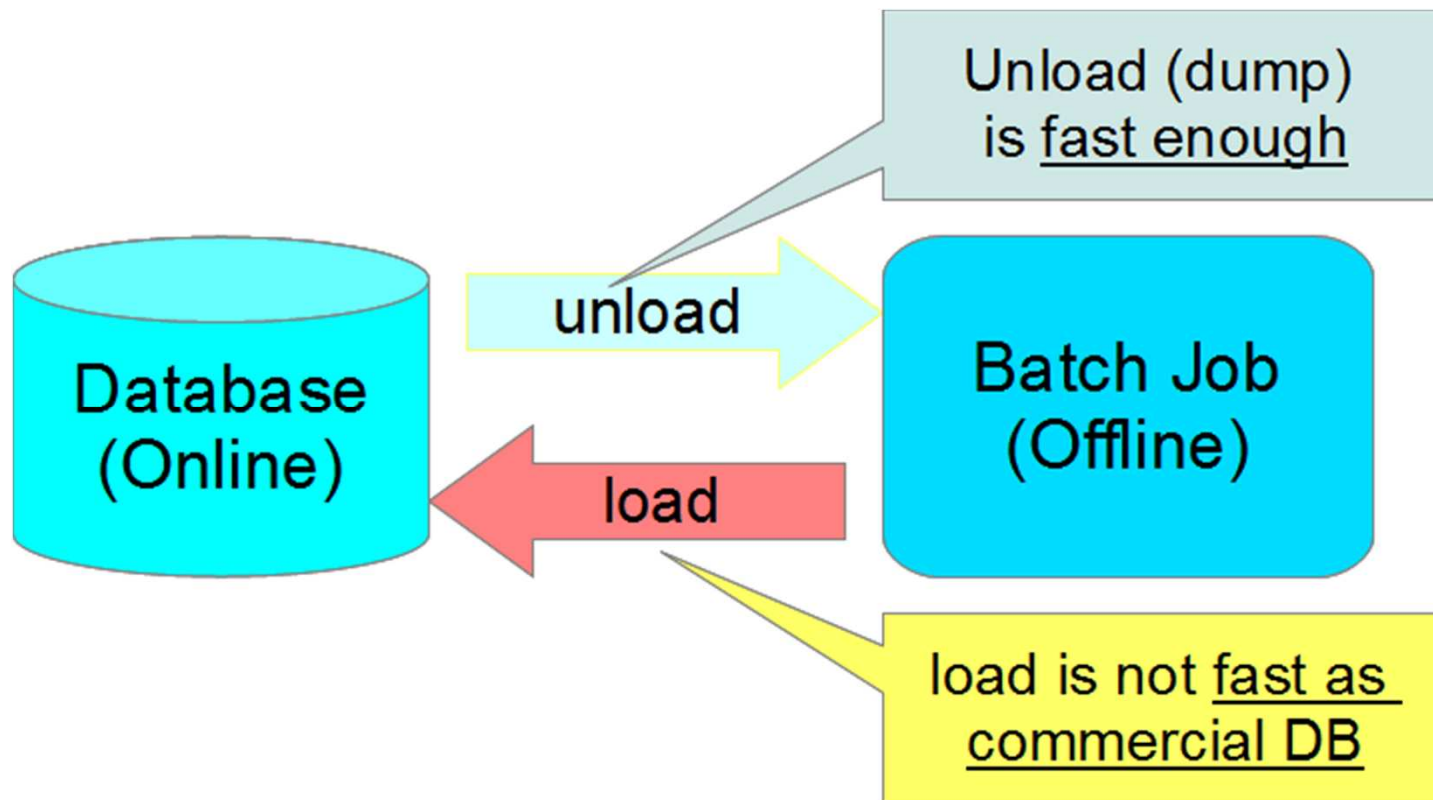 Unload (dump)
is fast enough
unload
Database
(Online)
Batch Job
(Offline)
load
load is not fast as
commercial DB